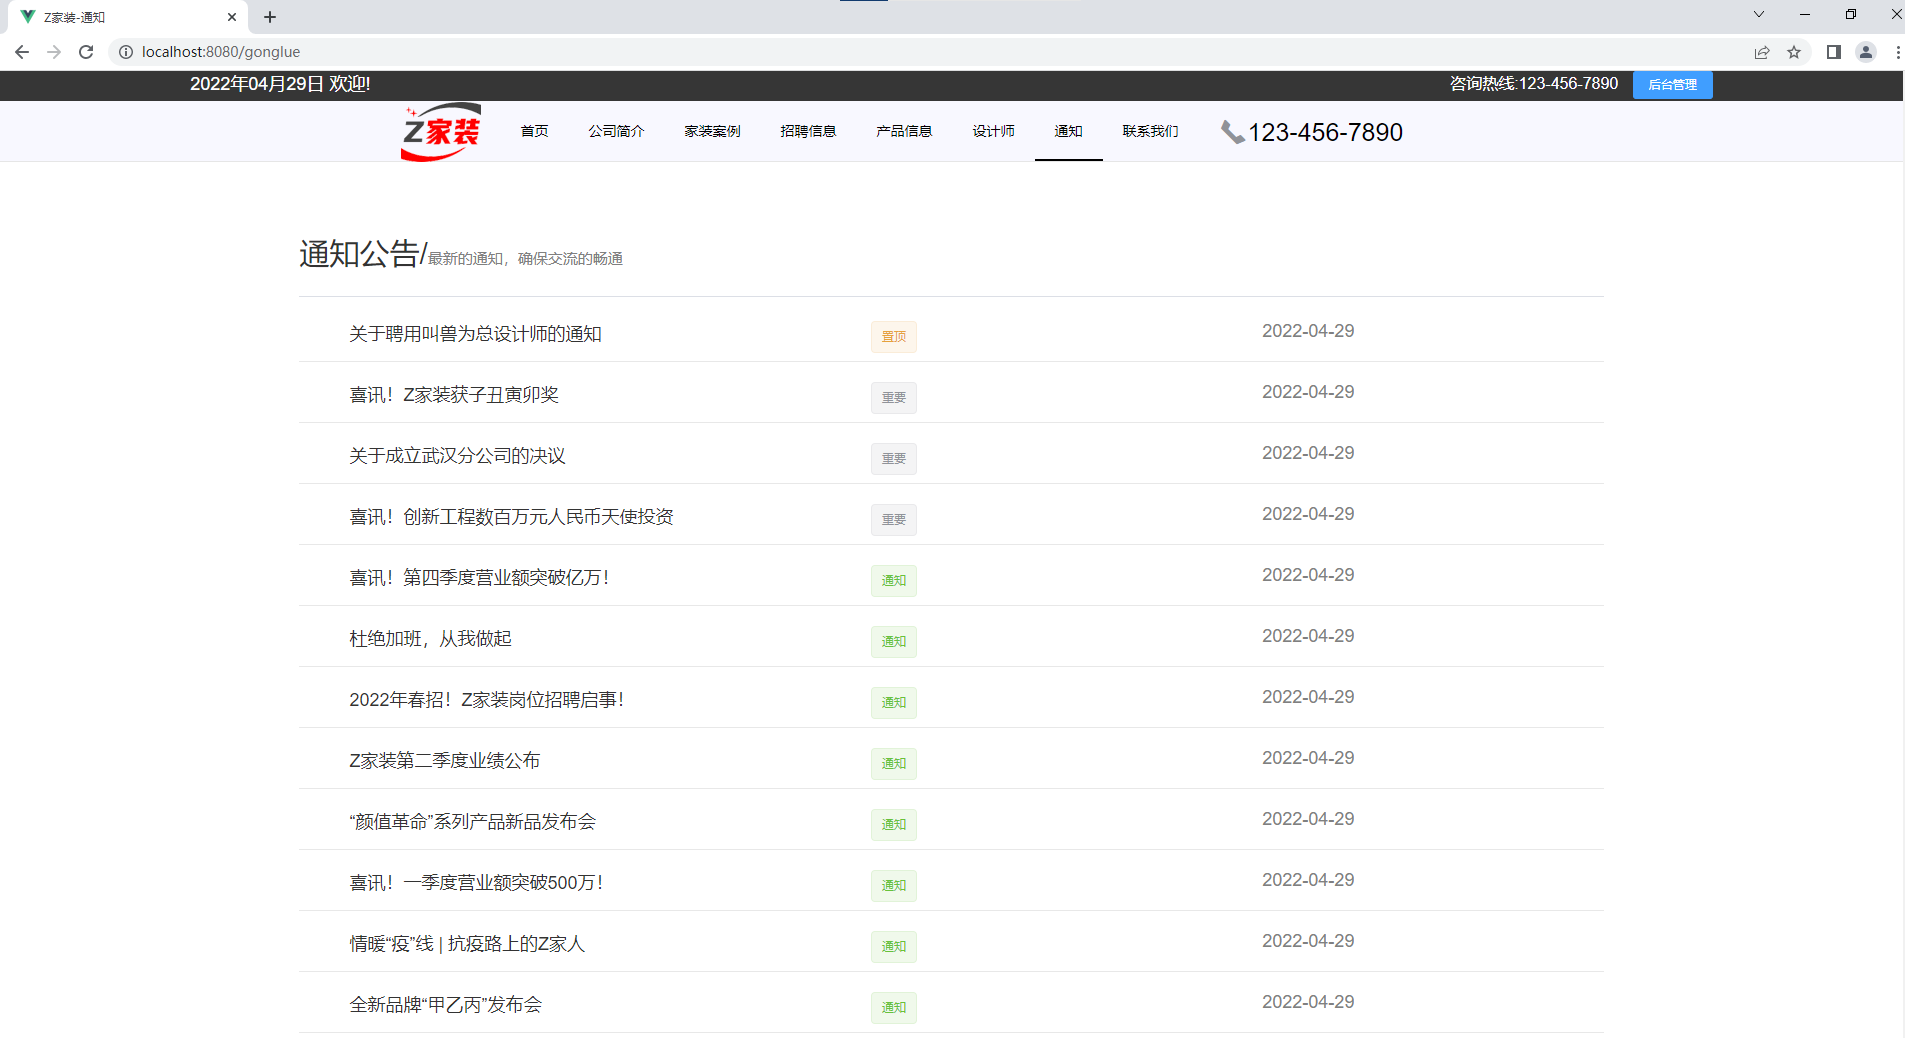 Z家装-通知
localhost:8080/gonglue
2022年04月29日 欢迎!
咨询热线:123-456-7890 后台管理
Z家装 首页 公司简介 家装案例 招聘信息 产品信息 设计师 通知 联系我们 123-456-7890
通知公告/最新的通知，确保交流的畅通
关于聘用叫兽为总设计师的通知 置顶 2022-04-29
喜讯！Z家装获子丑寅卯奖 重要 2022-04-29
关于成立武汉分公司的决议 重要 2022-04-29
喜讯！创新工程数百万元人民币天使投资 重要 2022-04-29
喜讯！第四季度营业额突破亿万！ 通知 2022-04-29
杜绝加班，从我做起 通知 2022-04-29
2022年春招！Z家装岗位招聘启事！ 通知 2022-04-29
Z家装第二季度业绩公布 通知 2022-04-29
“颜值革命”系列产品新品发布会 通知 2022-04-29
喜讯！一季度营业额突破500万！ 通知 2022-04-29
情暖“疫”线 | 抗疫路上的Z家人 通知 2022-04-29
全新品牌“甲乙丙”发布会 通知 2022-04-29